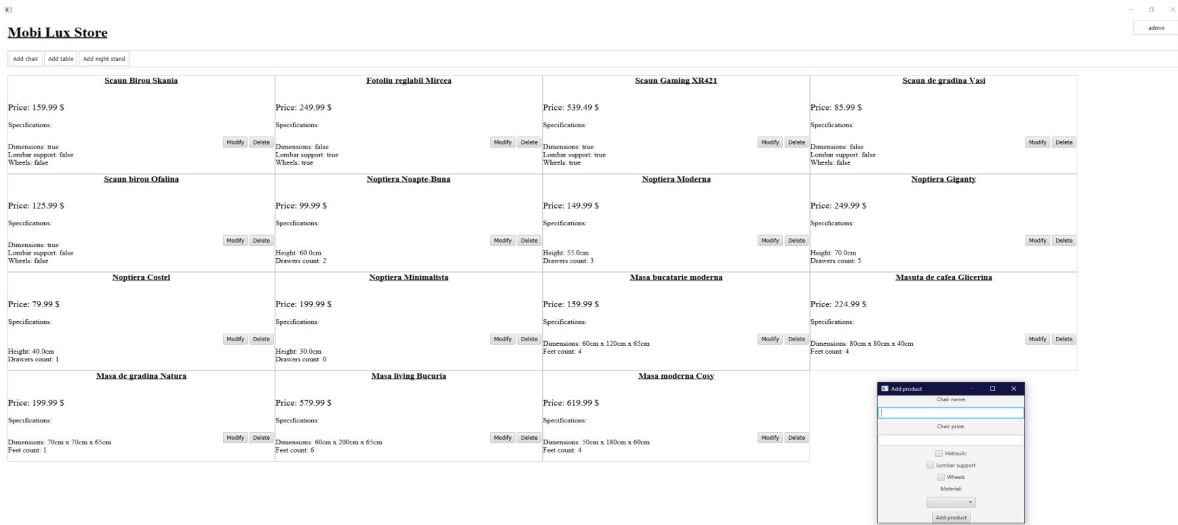 Mobi Lux Store
admin
Add chair Add table Add night stand
Scaun Birou Skania
Price: 159.99 $
Specifications:
Dimensions: true
Lombar support: false
Wheels: false
Modify Delete
Fotoliu reglabil Mircea
Price: 249.99 $
Specifications:
Dimensions: false
Lombar support: true
Wheels: true
Modify Delete
Scaun Gaming XR421
Price: 539.49 $
Specifications:
Dimensions: true
Lombar support: true
Wheels: true
Modify Delete
Scaun de gradina Vasi
Price: 85.99 $
Specifications:
Dimensions: false
Lombar support: false
Wheels: false
Modify Delete
Scaun birou Ofalina
Price: 125.99 $
Specifications:
Dimensions: true
Lombar support: false
Wheels: false
Modify Delete
Noptiera Noapte-Buna
Price: 99.99 $
Specifications:
Height: 60.0cm
Drawers count: 2
Modify Delete
Noptiera Moderna
Price: 149.99 $
Specifications:
Height: 55.0cm
Drawers count: 3
Modify Delete
Noptiera Giganty
Price: 249.99 $
Specifications:
Height: 70.0cm
Drawers count: 5
Modify Delete
Noptiera Costel
Price: 79.99 $
Specifications:
Height: 40.0cm
Drawers count: 1
Modify Delete
Noptiera Minimalista
Price: 199.99 $
Specifications:
Height: 30.0cm
Drawers count: 0
Modify Delete
Masa bucatarie moderna
Price: 159.99 $
Specifications:
Dimensions: 60cm x 120cm x 65cm
Feet count: 4
Modify Delete
Masuta de cafea Glicerina
Price: 224.99 $
Specifications:
Dimensions: 80cm x 80cm x 40cm
Feet count: 4
Modify Delete
Masa de gradina Natura
Price: 199.99 $
Specifications:
Dimensions: 70cm x 70cm x 65cm
Feet count: 1
Modify Delete
Masa living Bucuria
Price: 579.99 $
Specifications:
Dimensions: 60cm x 200cm x 65cm
Feet count: 6
Modify Delete
Masa moderna Cosy
Price: 619.99 $
Specifications:
Dimensions: 50cm x 180cm x 60cm
Feet count: 4
Modify Delete
Add product
Chair name:
Chair price:
Hidraulic
Lombar support
Wheels
Material:
Add product